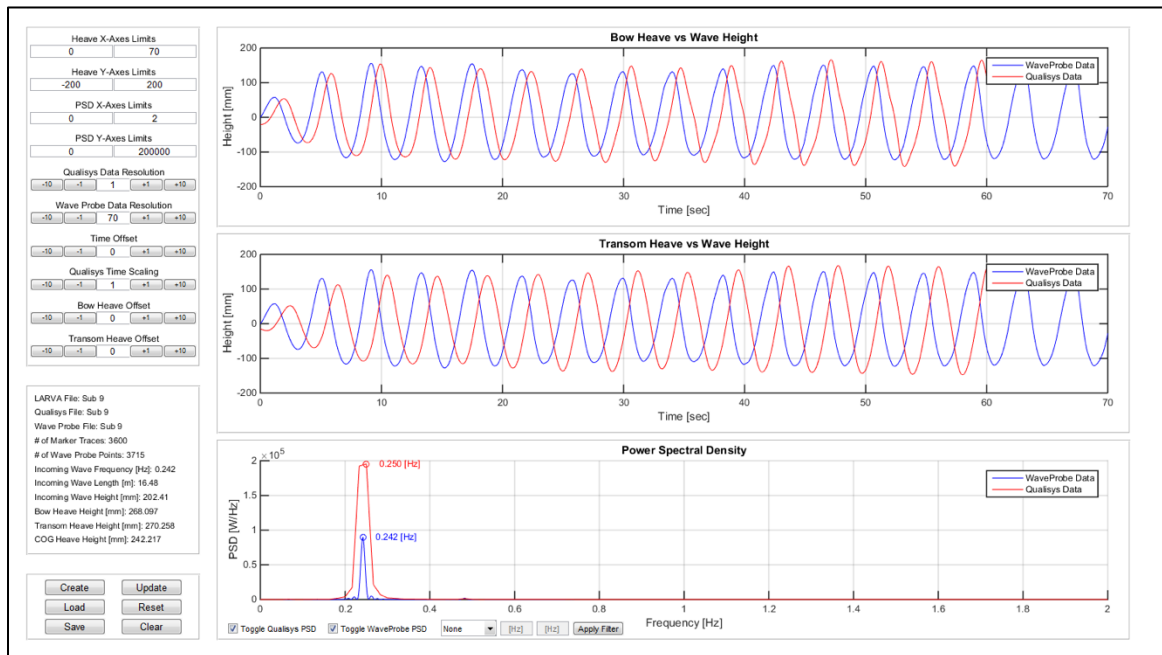 Heave X-Axes Limits
0 70
Heave Y-Axes Limits
-200 200
PSD X-Axes Limits
0 2
PSD Y-Axes Limits
0 200000
Qualisys Data Resolution
-10 -1 1 +1 +10
Wave Probe Data Resolution
-10 -1 70 +1 +10
Time Offset
-10 -1 0 +1 +10
Qualisys Time Scaling
-10 -1 1 +1 +10
Bow Heave Offset
-10 -1 0 +1 +10
Transom Heave Offset
-10 -1 0 +1 +10
LARVA File: Sub 9
Qualisys File: Sub 9
Wave Probe File: Sub 9
# of Marker Traces: 3600
# of Wave Probe Points: 3715
Incoming Wave Frequency [Hz]: 0.242
Incoming Wave Length [m]: 16.48
Incoming Wave Height [mm]: 202.41
Bow Heave Height [mm]: 268.097
Transom Heave Height [mm]: 270.258
COG Heave Height [mm]: 242.217
Create Update
Load Reset
Save Clear
Bow Heave vs Wave Height
WaveProbe Data
Qualisys Data
Height [mm]
200
100
0
-100
-200
0 10 20 30 40 50 60 70
Time [sec]
Transom Heave vs Wave Height
WaveProbe Data
Qualisys Data
Height [mm]
200
100
0
-100
-200
0 10 20 30 40 50 60 70
Time [sec]
Power Spectral Density
×10⁵
WaveProbe Data
Qualisys Data
PSD [W/Hz]
2
1.5
1
0.5
0
0.250 [Hz]
0.242 [Hz]
0 0.2 0.4 0.6 0.8 1 1.2 1.4 1.6 1.8 2
Frequency [Hz]
Toggle Qualisys PSD Toggle WaveProbe PSD None [Hz] [Hz] Apply Filter